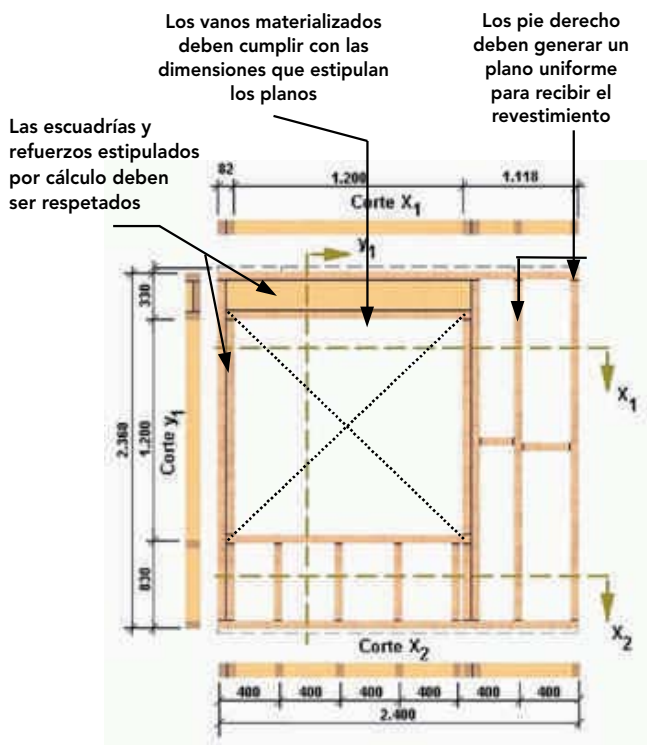 Los vanos materializados
deben cumplir con las
dimensiones que estipulan
los planos
Los pie derecho
deben generar un
plano uniforme
para recibir el
revestimiento
Las escuadrías y
refuerzos estipulados
por cálculo deben
ser respetados
82
1.200
1.118
Corte X1
y1
330
1.200
2.360
830
Corte y1
X1
X2
Corte X2
400 400 400 400 400 400
2.400